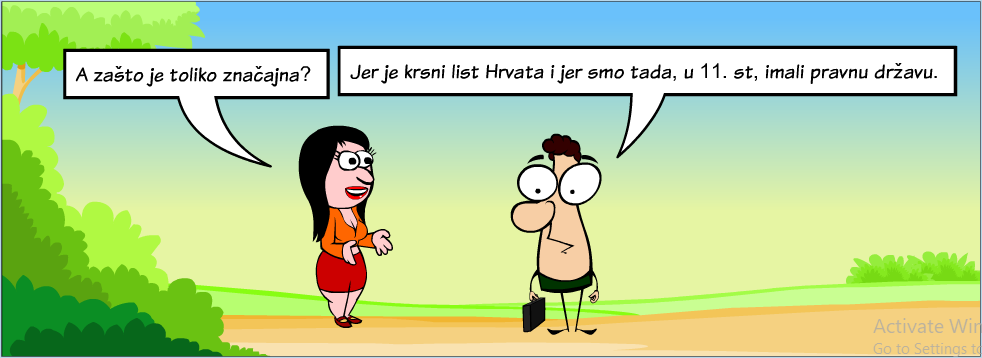 A zašto je toliko značajna?
Jer je krsni list Hrvata i jer smo tada, u 11. st, imali pravnu državu.
Activate Win
Go to Settings to